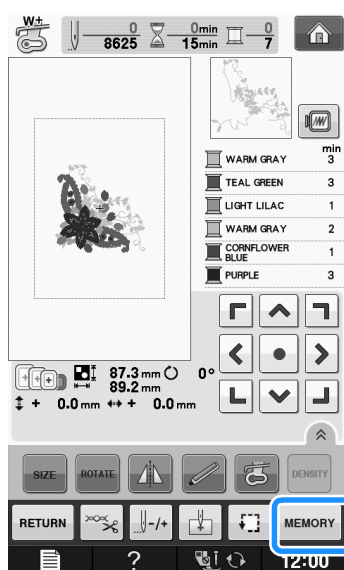 W+
0 0min 0
8625 15min 7
min
WARM GRAY 3
TEAL GREEN 3
LIGHT LILAC 1
WARM GRAY 2
CORNFLOWER
BLUE 1
PURPLE 3
87.3 mm 0°
89.2 mm
+ 0.0 mm + 0.0 mm
SIZE ROTATE DENSITY
RETURN -/+ MEMORY
? 12:00